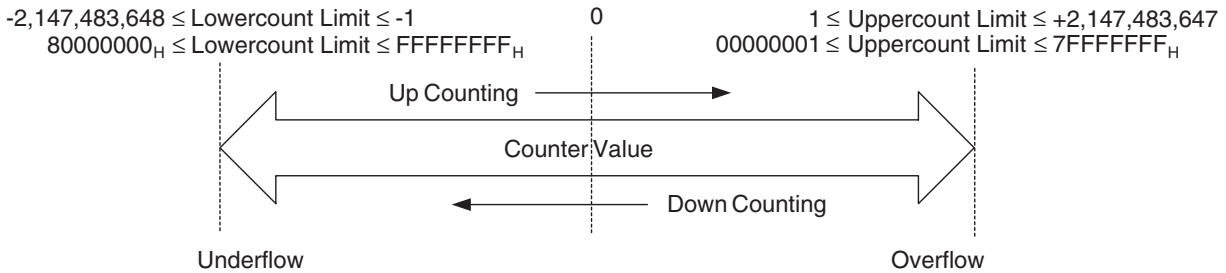 -2,147,483,648 ≤ Lowercount Limit ≤ -1
80000000H ≤ Lowercount Limit ≤ FFFFFFFFH
0
1 ≤ Uppercount Limit ≤ +2,147,483,647
00000001 ≤ Uppercount Limit ≤ 7FFFFFFFH
Up Counting
Counter Value
Down Counting
Underflow
Overflow